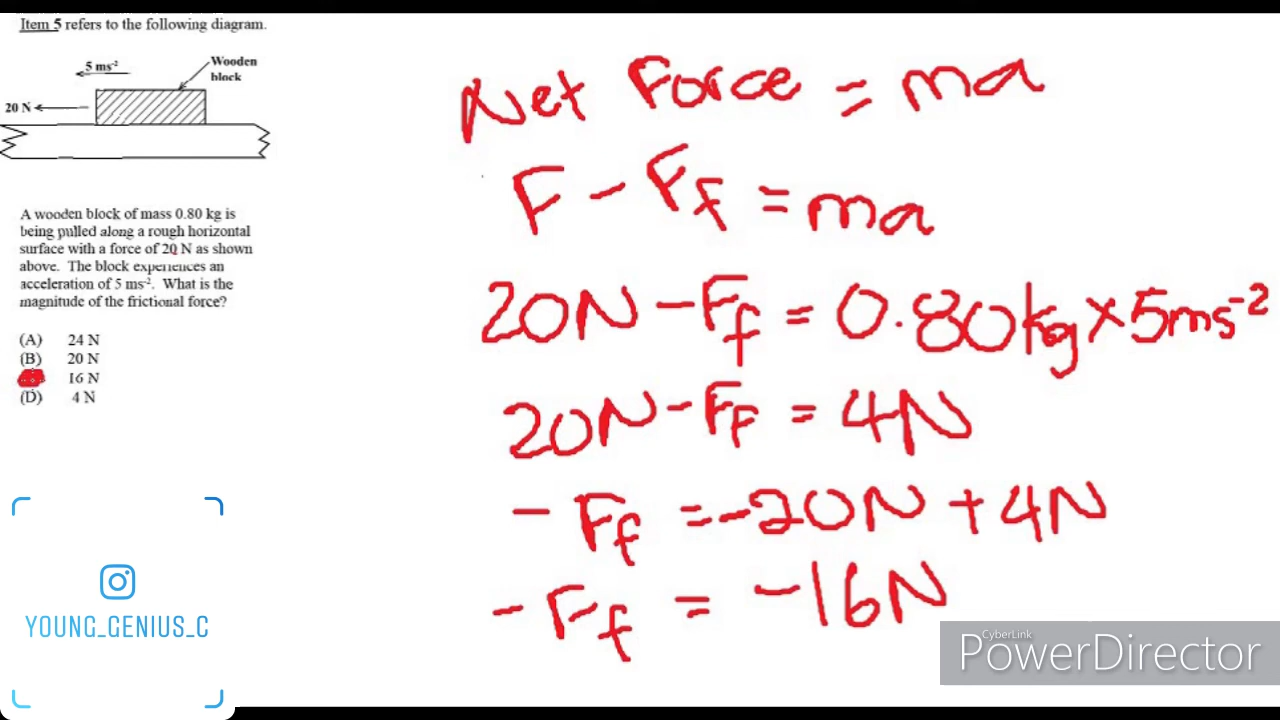 Item 5 refers to the following diagram.
5 ms⁻²
Wooden
block
20 N
A wooden block of mass 0.80 kg is
being pulled along a rough horizontal
surface with a force of 20 N as shown
above. The block experiences an
acceleration of 5 ms⁻². What is the
magnitude of the frictional force?
(A) 24 N
(B) 20 N
16 N
(D) 4 N
Net Force = ma
F - Ff = ma
20N - Ff = 0.80kg × 5ms⁻²
20N - Ff = 4N
- Ff = -20N + 4N
- Ff = -16N
YOUNG_GENIUS_C
CyberLink
PowerDirector